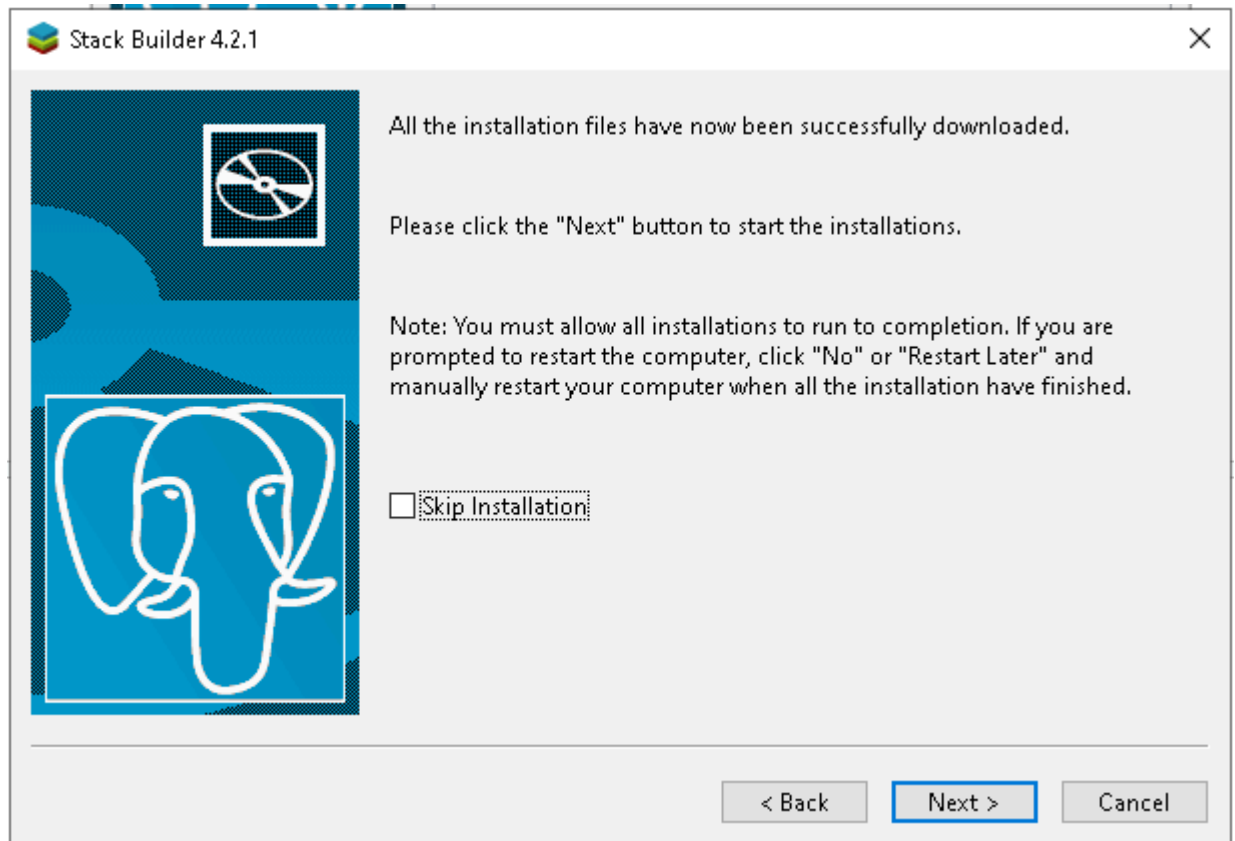 Stack Builder 4.2.1
All the installation files have now been successfully downloaded.
Please click the "Next" button to start the installations.
Note: You must allow all installations to run to completion. If you are
prompted to restart the computer, click "No" or "Restart Later" and
manually restart your computer when all the installation have finished.
Skip Installation
< Back
Next >
Cancel